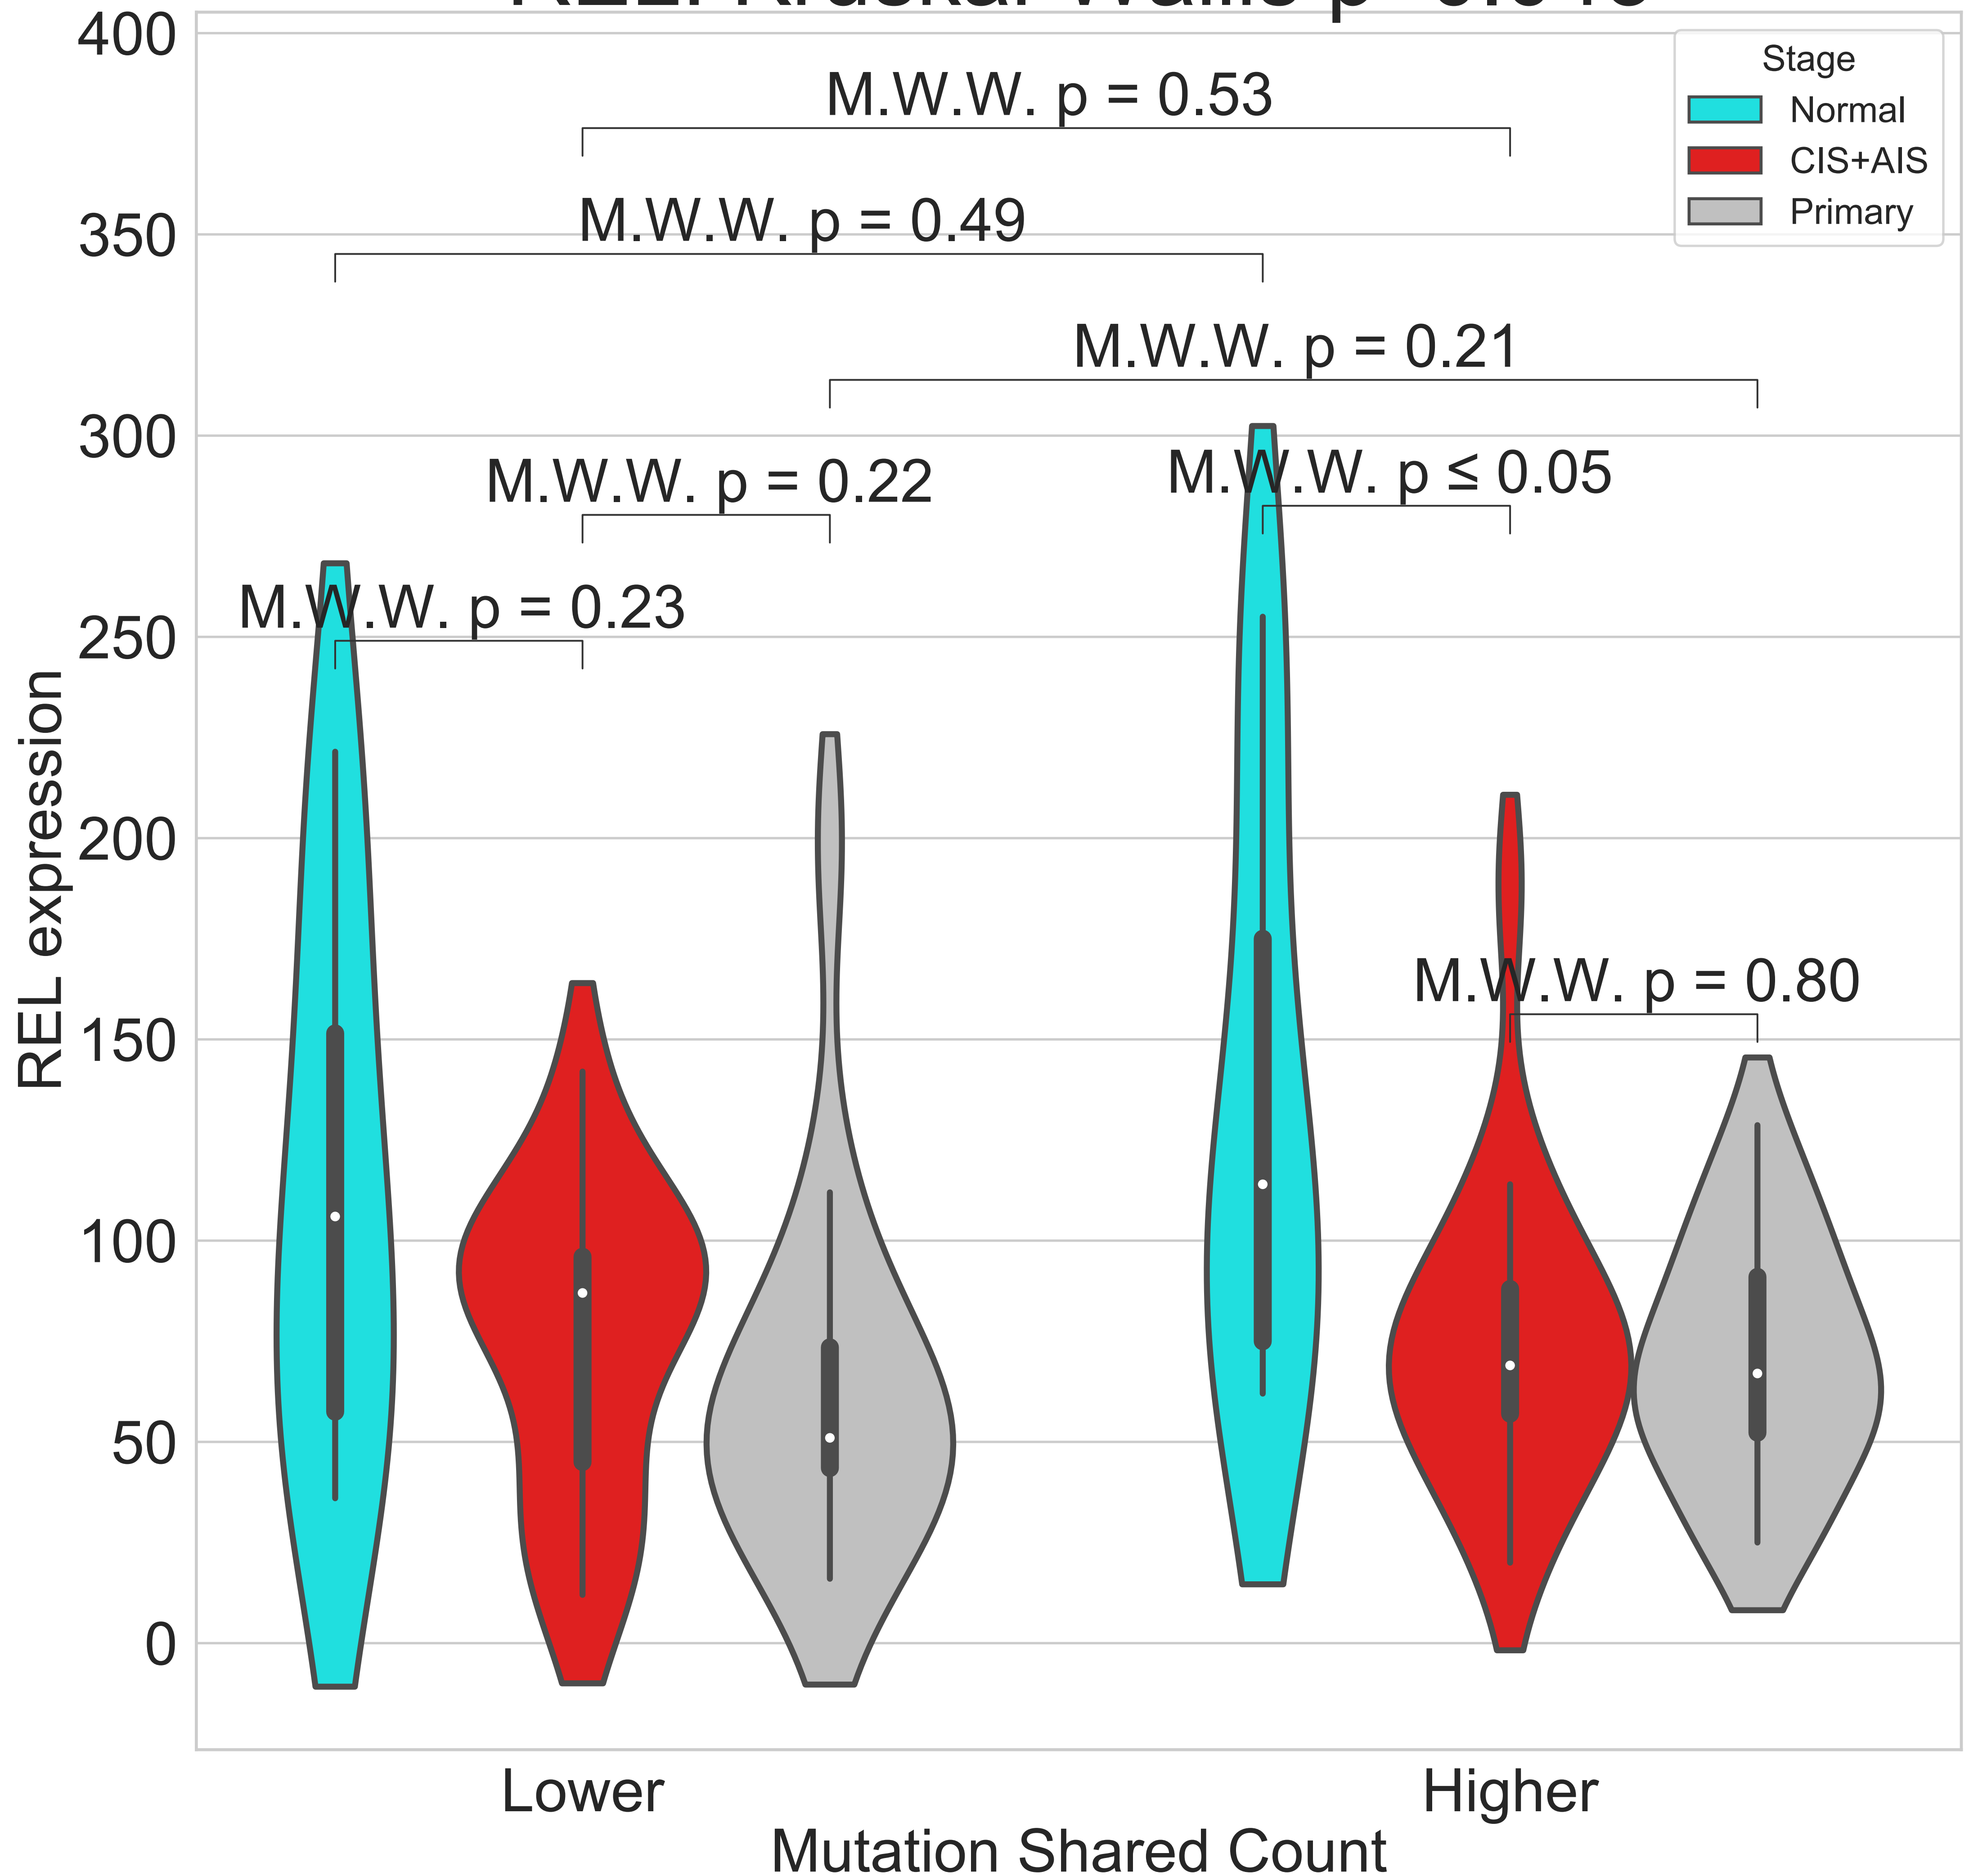 400
350
300
250
200
150
100
50
0
REL expression
M.W.W. p = 0.53
M.W.W. p = 0.49
M.W.W. p = 0.21
M.W.W. p = 0.22
M.W.W. p ≤ 0.05
M.W.W. p = 0.23
M.W.W. p = 0.80
Stage
Normal
CIS+AIS
Primary
Lower
Higher
Mutation Shared Count